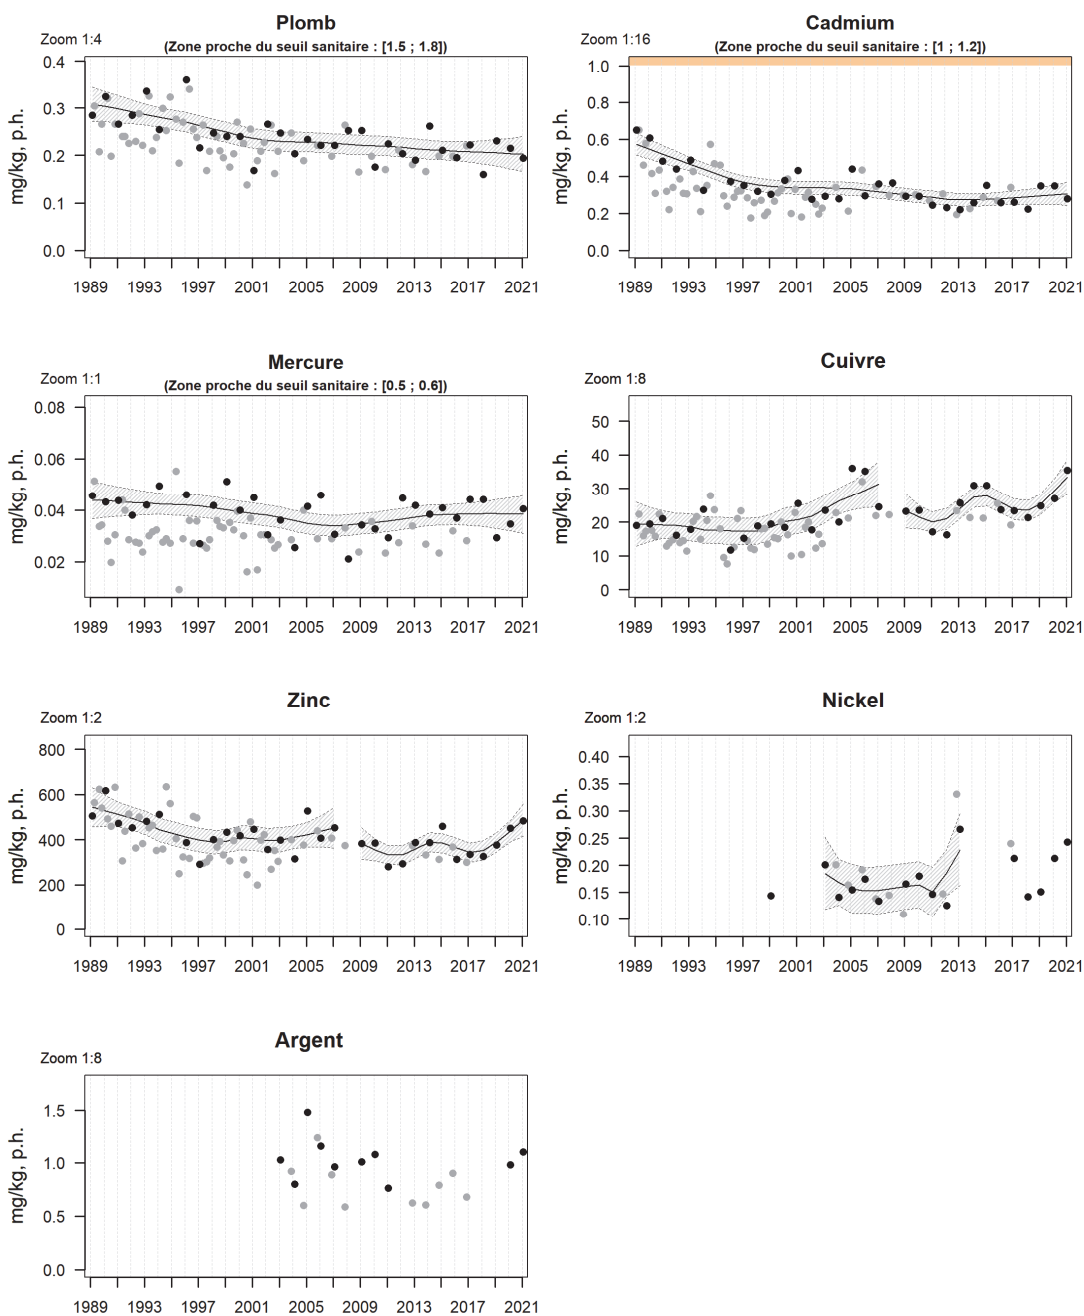 Plomb
Zoom 1:4
(Zone proche du seuil sanitaire : [1.5 ; 1.8])
0.4
0.3
0.2
0.1
0.0
mg/kg, p.h.
1989 1993 1997 2001 2005 2009 2013 2017 2021
Cadmium
Zoom 1:16
(Zone proche du seuil sanitaire : [1 ; 1.2])
1.0
0.8
0.6
0.4
0.2
0.0
mg/kg, p.h.
1989 1993 1997 2001 2005 2009 2013 2017 2021
Mercure
Zoom 1:1
(Zone proche du seuil sanitaire : [0.5 ; 0.6])
0.08
0.06
0.04
0.02
mg/kg, p.h.
1989 1993 1997 2001 2005 2009 2013 2017 2021
Cuivre
Zoom 1:8
50
40
30
20
10
0
mg/kg, p.h.
1989 1993 1997 2001 2005 2009 2013 2017 2021
Zinc
Zoom 1:2
800
600
400
200
0
mg/kg, p.h.
1989 1993 1997 2001 2005 2009 2013 2017 2021
Nickel
Zoom 1:2
0.40
0.35
0.30
0.25
0.20
0.15
0.10
mg/kg, p.h.
1989 1993 1997 2001 2005 2009 2013 2017 2021
Argent
Zoom 1:8
1.5
1.0
0.5
0.0
mg/kg, p.h.
1989 1993 1997 2001 2005 2009 2013 2017 2021